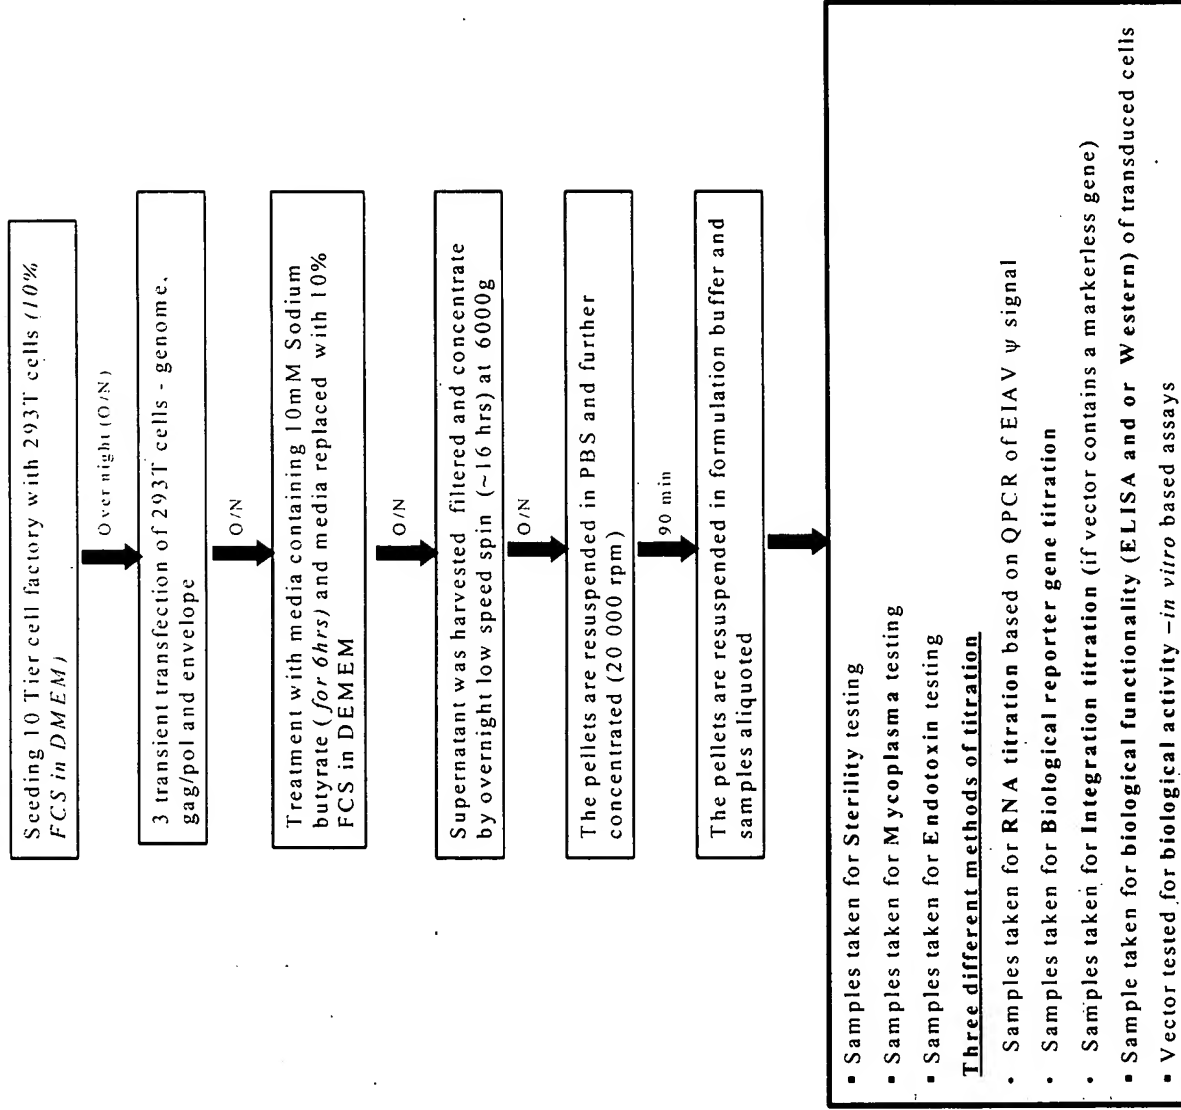 Seeding 10 Tier cell factory with 293T cells (10%
FCS in DMEM)
Over night (O/N)
3 transient transfection of 293T cells - genome,
gag/pol and envelope
O/N
Treatment with media containing 10mM Sodium
butyrate (for 6hrs) and media replaced with 10%
FCS in DEMEM
O/N
Supernatant was harvested filtered and concentrate
by overnight low speed spin (~16 hrs) at 6000g
O/N
The pellets are resuspended in PBS and further
concentrated (20 000 rpm)
90 min
The pellets are resuspended in formulation buffer and
samples aliquoted
▪ Samples taken for Sterility testing
▪ Samples taken for Mycoplasma testing
▪ Samples taken for Endotoxin testing
Three different methods of titration
• Samples taken for RNA titration based on QPCR of EIAV ψ signal
• Samples taken for Biological reporter gene titration
• Samples taken for Integration titration (if vector contains a markerless gene)
▪ Sample taken for biological functionality (ELISA and or Western) of transduced cells
▪ Vector tested for biological activity –in vitro based assays